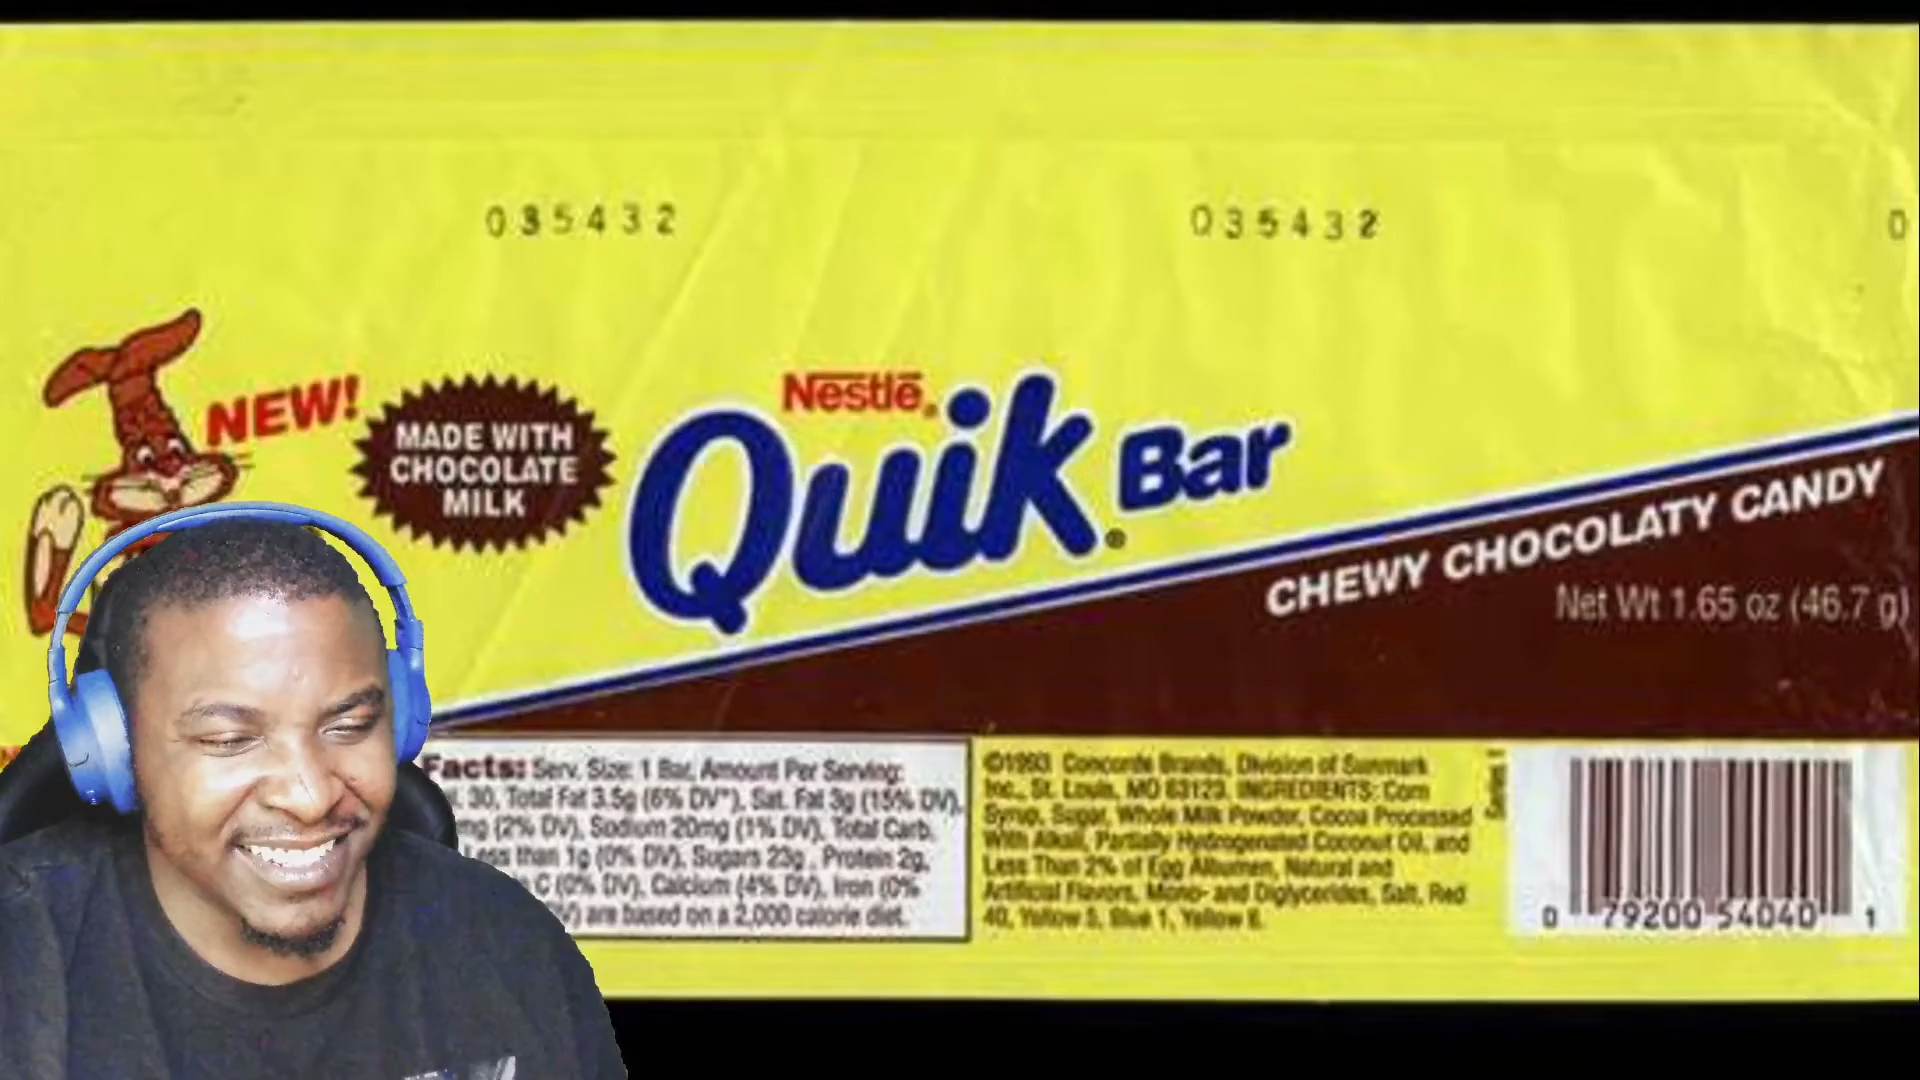 035432
035432
0
NEW!
MADE WITH
CHOCOLATE
MILK
Nestlé®
Quik® Bar
CHEWY CHOCOLATY CANDY
Net Wt 1.65 oz (46.7 g)
Facts: Serv. Size: 1 Bar, Amount Per Serving:
30, Total Fat 3.5g (6% DV*), Sat. Fat 3g (15% DV),
mg (2% DV), Sodium 20mg (1% DV), Total Carb.
Less than 1g (0% DV), Sugars 23g, Protein 2g,
C (0% DV), Calcium (4% DV), Iron (0%
DV) are based on a 2,000 calorie diet.
©1993 Concorde Brands, Division of Sunmark
Inc., St. Louis, MO 63123. INGREDIENTS: Corn
Syrup, Sugar, Whole Milk Powder, Cocoa Processed
With Alkali, Partially Hydrogenated Coconut Oil, and
Less Than 2% of Egg Albumen, Natural and
Artificial Flavors, Mono- and Diglycerides, Salt, Red
40, Yellow 5, Blue 1, Yellow 6.
Series 1
0 79200 54040 1